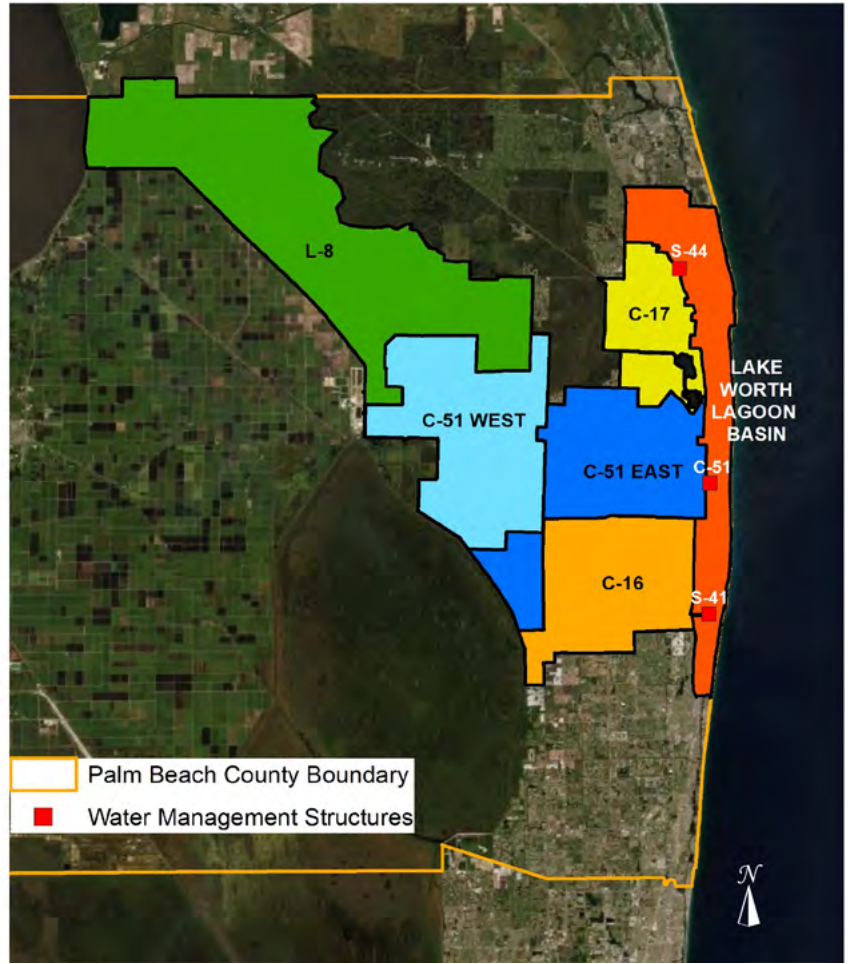 L-8
S-44
C-17
LAKE
WORTH
LAGOON
BASIN
C-51 WEST
C-51 EAST
C-51
C-16
S-41
Palm Beach County Boundary
Water Management Structures
N